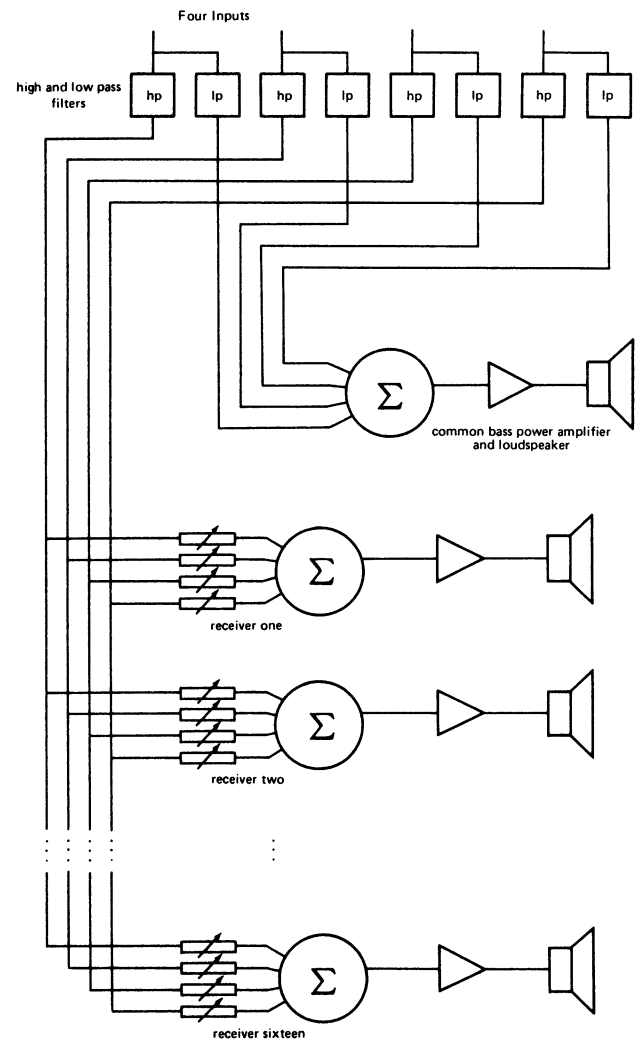 Four Inputs
high and low pass
filters
hp
lp
hp
lp
hp
lp
hp
lp
Σ
common bass power amplifier
and loudspeaker
Σ
receiver one
Σ
receiver two
Σ
receiver sixteen